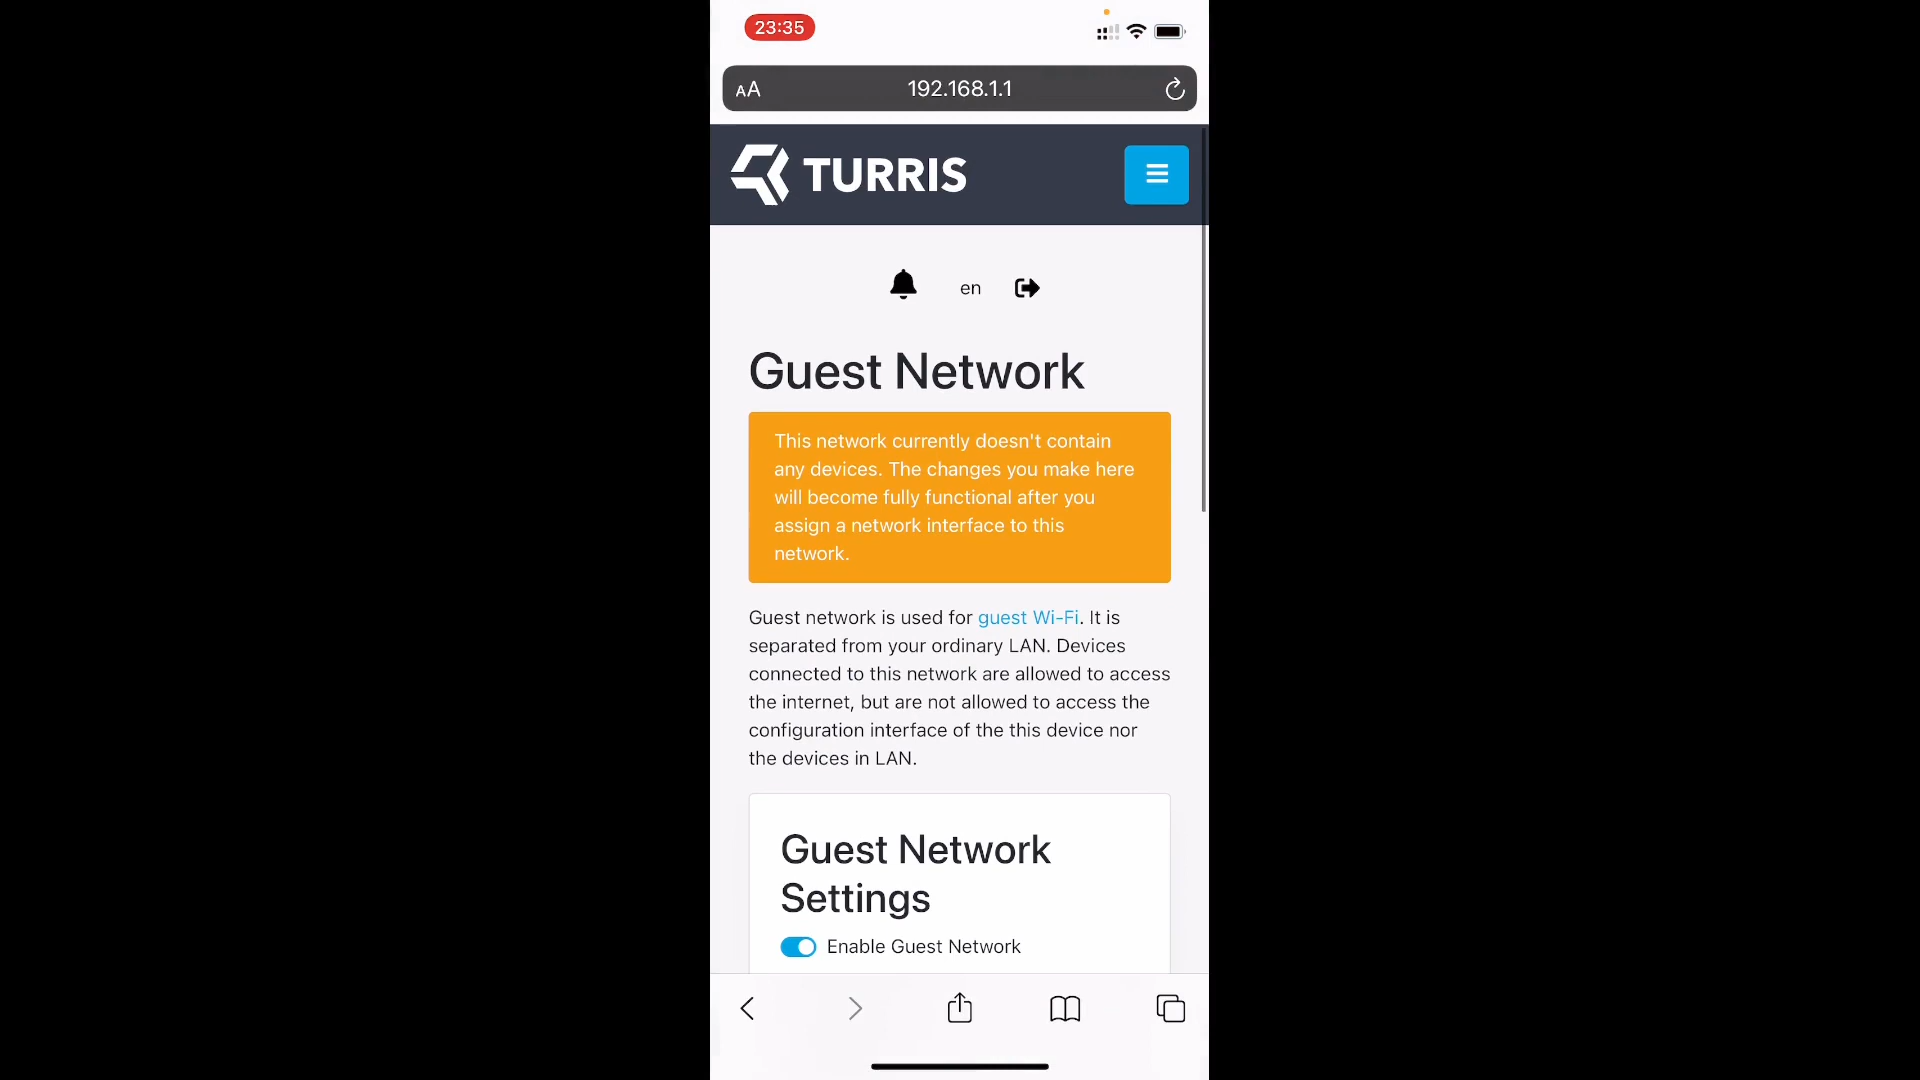 23:35
AA 192.168.1.1
TURRIS
en
Guest Network
This network currently doesn't contain
any devices. The changes you make here
will become fully functional after you
assign a network interface to this
network.
Guest network is used for guest Wi-Fi. It is
separated from your ordinary LAN. Devices
connected to this network are allowed to access
the internet, but are not allowed to access the
configuration interface of the this device nor
the devices in LAN.
Guest Network
Settings
Enable Guest Network